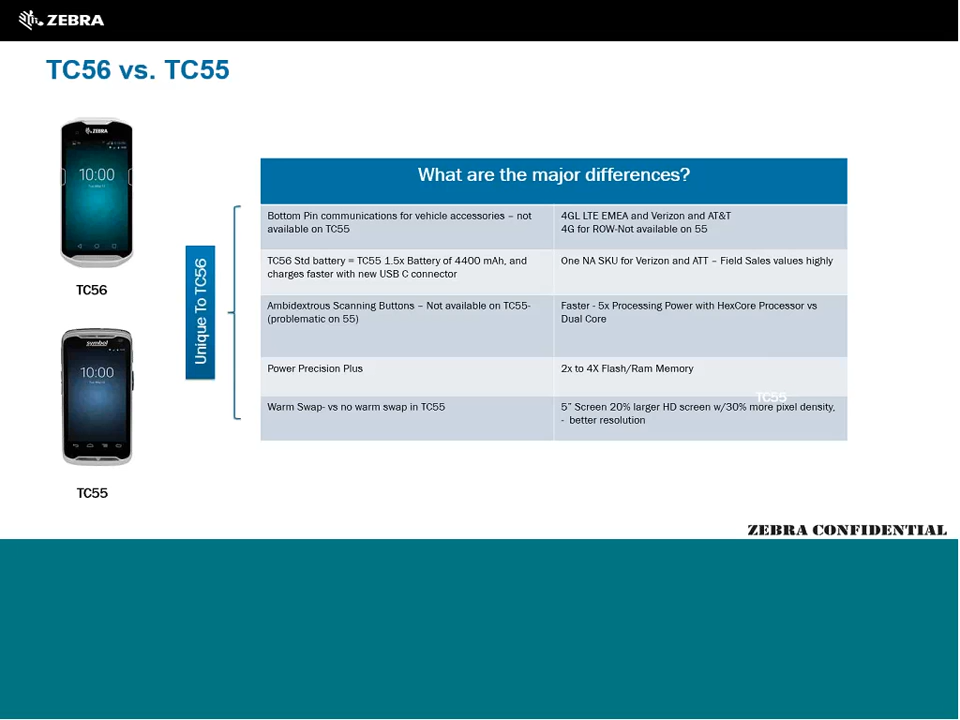 ZEBRA
TC56 vs. TC55
ZEBRA
10:00
TC56
symbol
10:00
TC55
Unique To TC56
What are the major differences?
Bottom Pin communications for vehicle accessories – not
available on TC55
4GL LTE EMEA and Verizon and AT&T
4G for ROW-Not available on 55
TC56 Std battery = TC55 1.5x Battery of 4400 mAh, and
charges faster with new USB C connector
One NA SKU for Verizon and ATT – Field Sales values highly
Ambidextrous Scanning Buttons – Not available on TC55-
(problematic on 55)
Faster - 5x Processing Power with HexCore Processor vs
Dual Core
Power Precision Plus
2x to 4X Flash/Ram Memory
TC55
Warm Swap- vs no warm swap in TC55
5” Screen 20% larger HD screen w/30% more pixel density,
- better resolution
ZEBRA CONFIDENTIAL